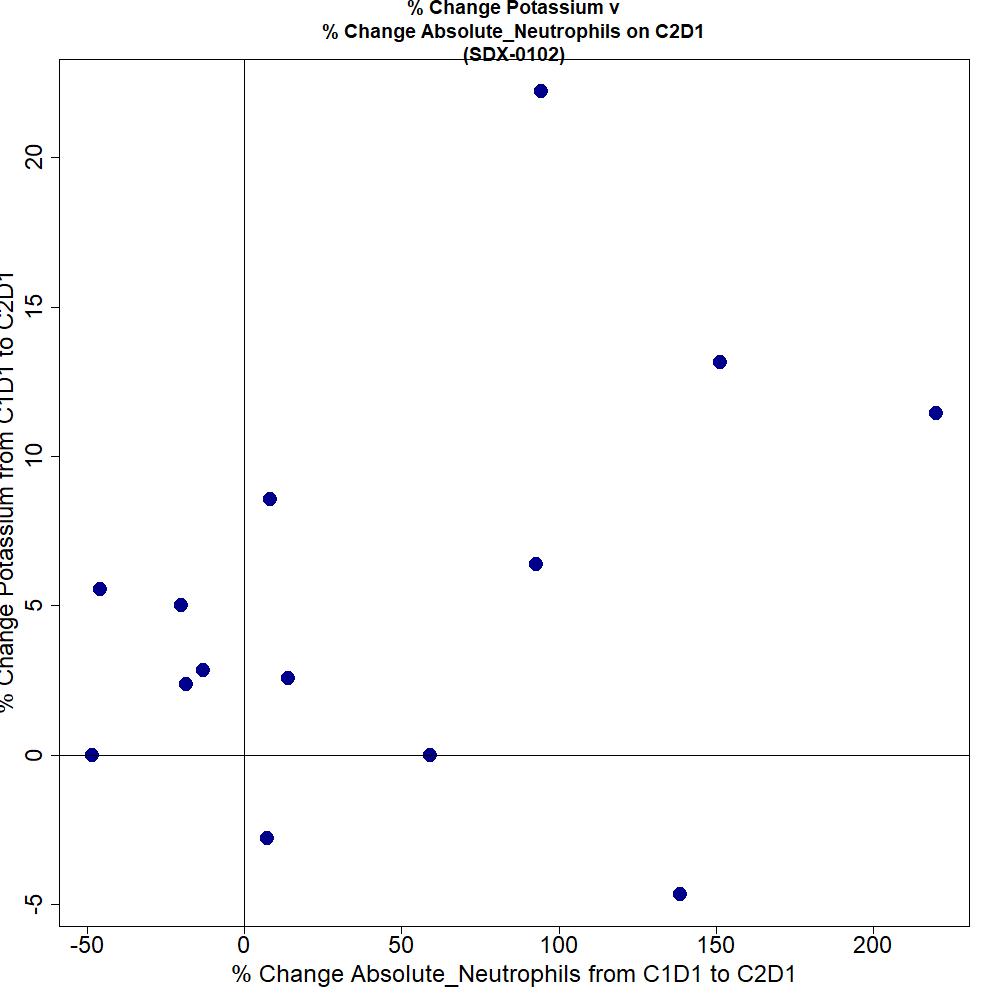 % Change Potassium v
% Change Absolute_Neutrophils on C2D1
(SDX-0102)
% Change Potassium from C1D1 to C2D1
20
15
10
5
0
-5
-50 0 50 100 150 200
% Change Absolute_Neutrophils from C1D1 to C2D1